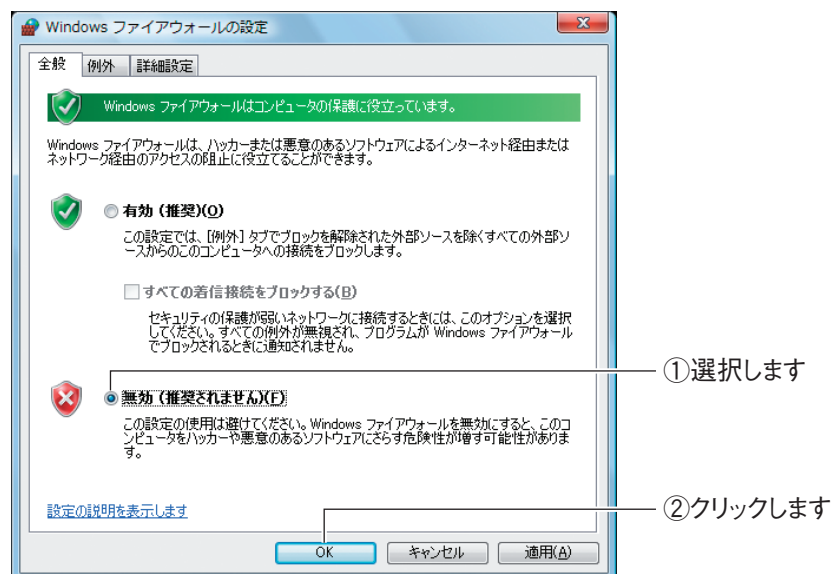 Windows ファイアウォールの設定
全般 例外 詳細設定
Windows ファイアウォールはコンピュータの保護に役立っています。
Windows ファイアウォールは、ハッカーまたは悪意のあるソフトウェアによるインターネット経由または
ネットワーク経由のアクセスの阻止に役立てることができます。
有効 (推奨)(O)
この設定では、[例外] タブでブロックを解除された外部ソースを除くすべての外部ソ
ースからのこのコンピュータへの接続をブロックします。
すべての着信接続をブロックする(B)
セキュリティの保護が弱いネットワークに接続するときには、このオプションを選択
してください。すべての例外が無視され、プログラムが Windows ファイアウォール
でブロックされるときに通知されません。
①選択します
無効 (推奨されません)(F)
この設定の使用は避けてください。Windows ファイアウォールを無効にすると、このコ
ンピュータをハッカーや悪意のあるソフトウェアにさらす危険性が増す可能性がありま
す。
設定の説明を表示します
②クリックします
OK キャンセル 適用(A)